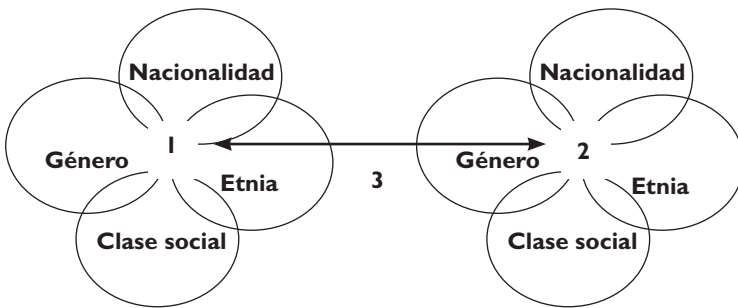 Nacionalidad
Género
1
Etnia
Clase social
3
Nacionalidad
Género
2
Etnia
Clase social